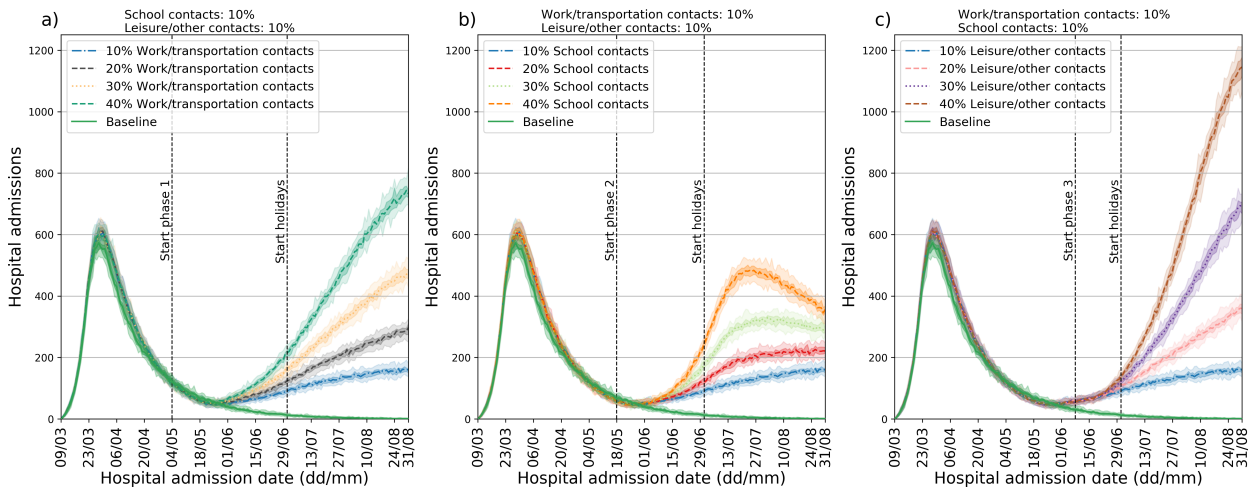 a)
School contacts: 10%
Leisure/other contacts: 10%
10% Work/transportation contacts
20% Work/transportation contacts
30% Work/transportation contacts
40% Work/transportation contacts
Baseline
Start phase 1
Start holidays
Hospital admissions
1200
1000
800
600
400
200
0
09/03
23/03
06/04
20/04
04/05
18/05
01/06
15/06
29/06
13/07
27/07
10/08
24/08
31/08
Hospital admission date (dd/mm)
b)
Work/transportation contacts: 10%
Leisure/other contacts: 10%
10% School contacts
20% School contacts
30% School contacts
40% School contacts
Baseline
Start phase 2
Start holidays
Hospital admissions
1200
1000
800
600
400
200
0
09/03
23/03
06/04
20/04
04/05
18/05
01/06
15/06
29/06
13/07
27/07
10/08
24/08
31/08
Hospital admission date (dd/mm)
c)
Work/transportation contacts: 10%
School contacts: 10%
10% Leisure/other contacts
20% Leisure/other contacts
30% Leisure/other contacts
40% Leisure/other contacts
Baseline
Start phase 3
Start holidays
Hospital admissions
1200
1000
800
600
400
200
0
09/03
23/03
06/04
20/04
04/05
18/05
01/06
15/06
29/06
13/07
27/07
10/08
24/08
31/08
Hospital admission date (dd/mm)